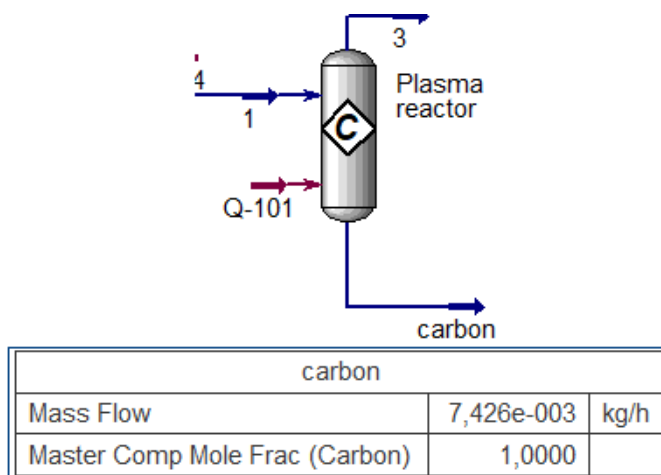 3
4
Plasma
reactor
1
C
Q-101
carbon
carbon
Mass Flow 7,426e-003 kg/h
Master Comp Mole Frac (Carbon) 1,0000